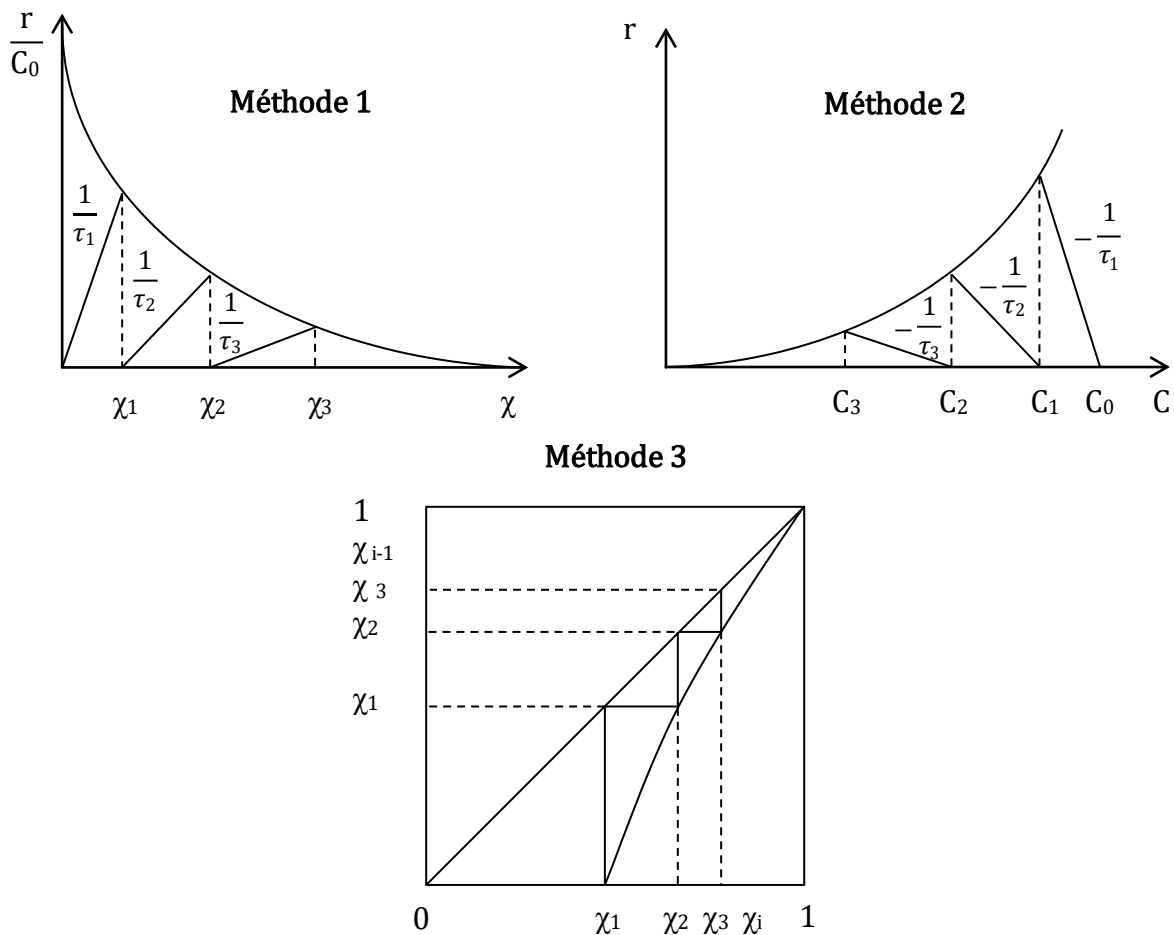 r
C₀
Méthode 1
1
τ₁
1
τ₂
1
τ₃
χ1 χ2 χ3 χ
r
Méthode 2
− 1
τ₁
− 1
τ₂
− 1
τ₃
C₃ C₂ C₁ C₀ C
Méthode 3
1
χ i-1
χ 3
χ2
χ1
0 χ1 χ2 χ3 χi 1